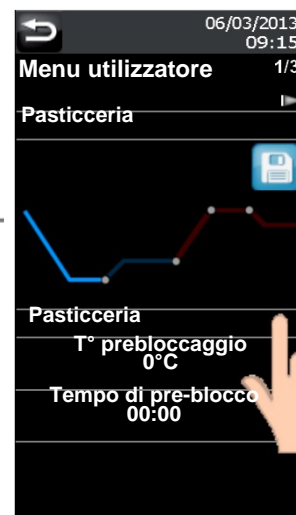 06/03/2013
09:15
Menu utilizzatore 1/3
Pasticceria
Pasticceria
T° prebloccaggio
0°C
Tempo di pre-blocco
00:00